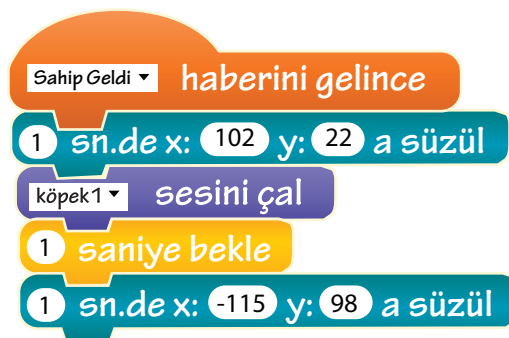 Sahip Geldi ▼ haberini gelince
1 sn.de x: 102 y: 22 a süzül
köpek1 ▼ sesini çal
1 saniye bekle
1 sn.de x: -115 y: 98 a süzül